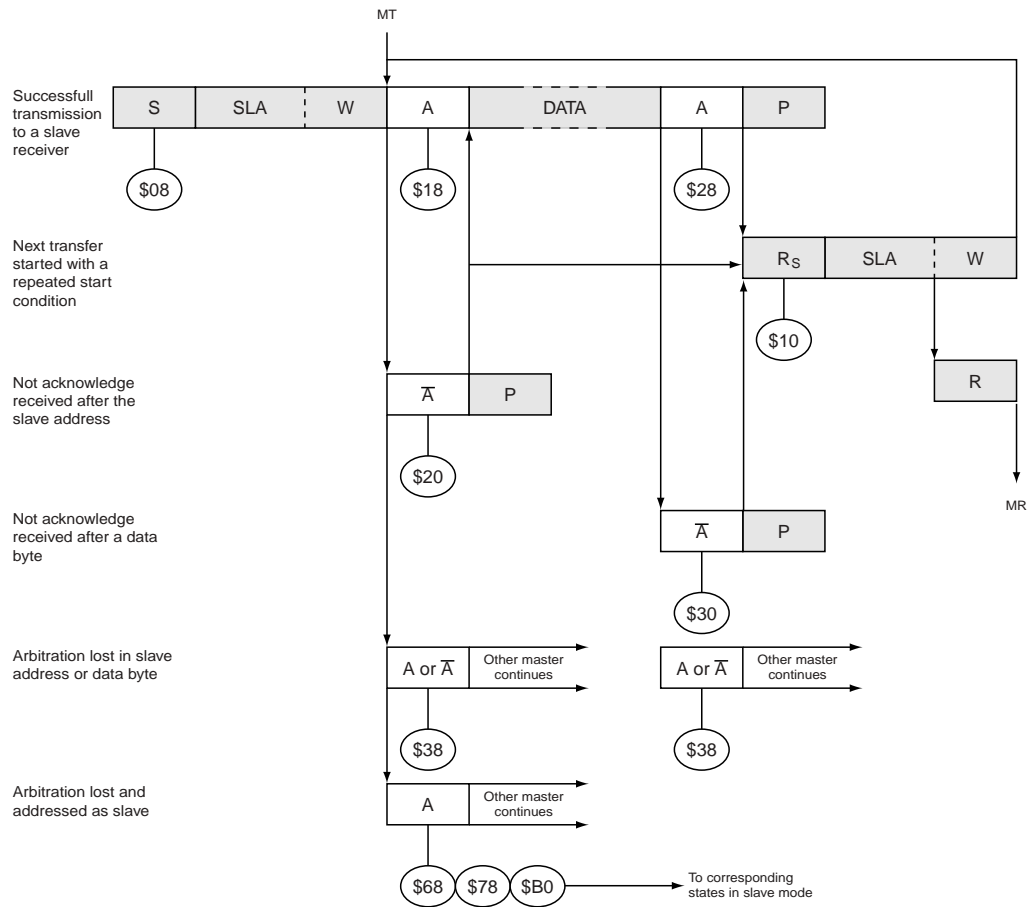 MT
Successfull
transmission
to a slave
receiver
S SLA W A DATA A P
$08 $18 $28
Next transfer
started with a
repeated start
condition
RS SLA W
$10
Not acknowledge
received after the
slave address
A̅ P
R
$20
MR
Not acknowledge
received after a data
byte
A̅ P
$30
Arbitration lost in slave
address or data byte
A or A̅
Other master
continues
A or A̅
Other master
continues
$38 $38
Arbitration lost and
addressed as slave
A
Other master
continues
$68 $78 $B0
To corresponding
states in slave mode